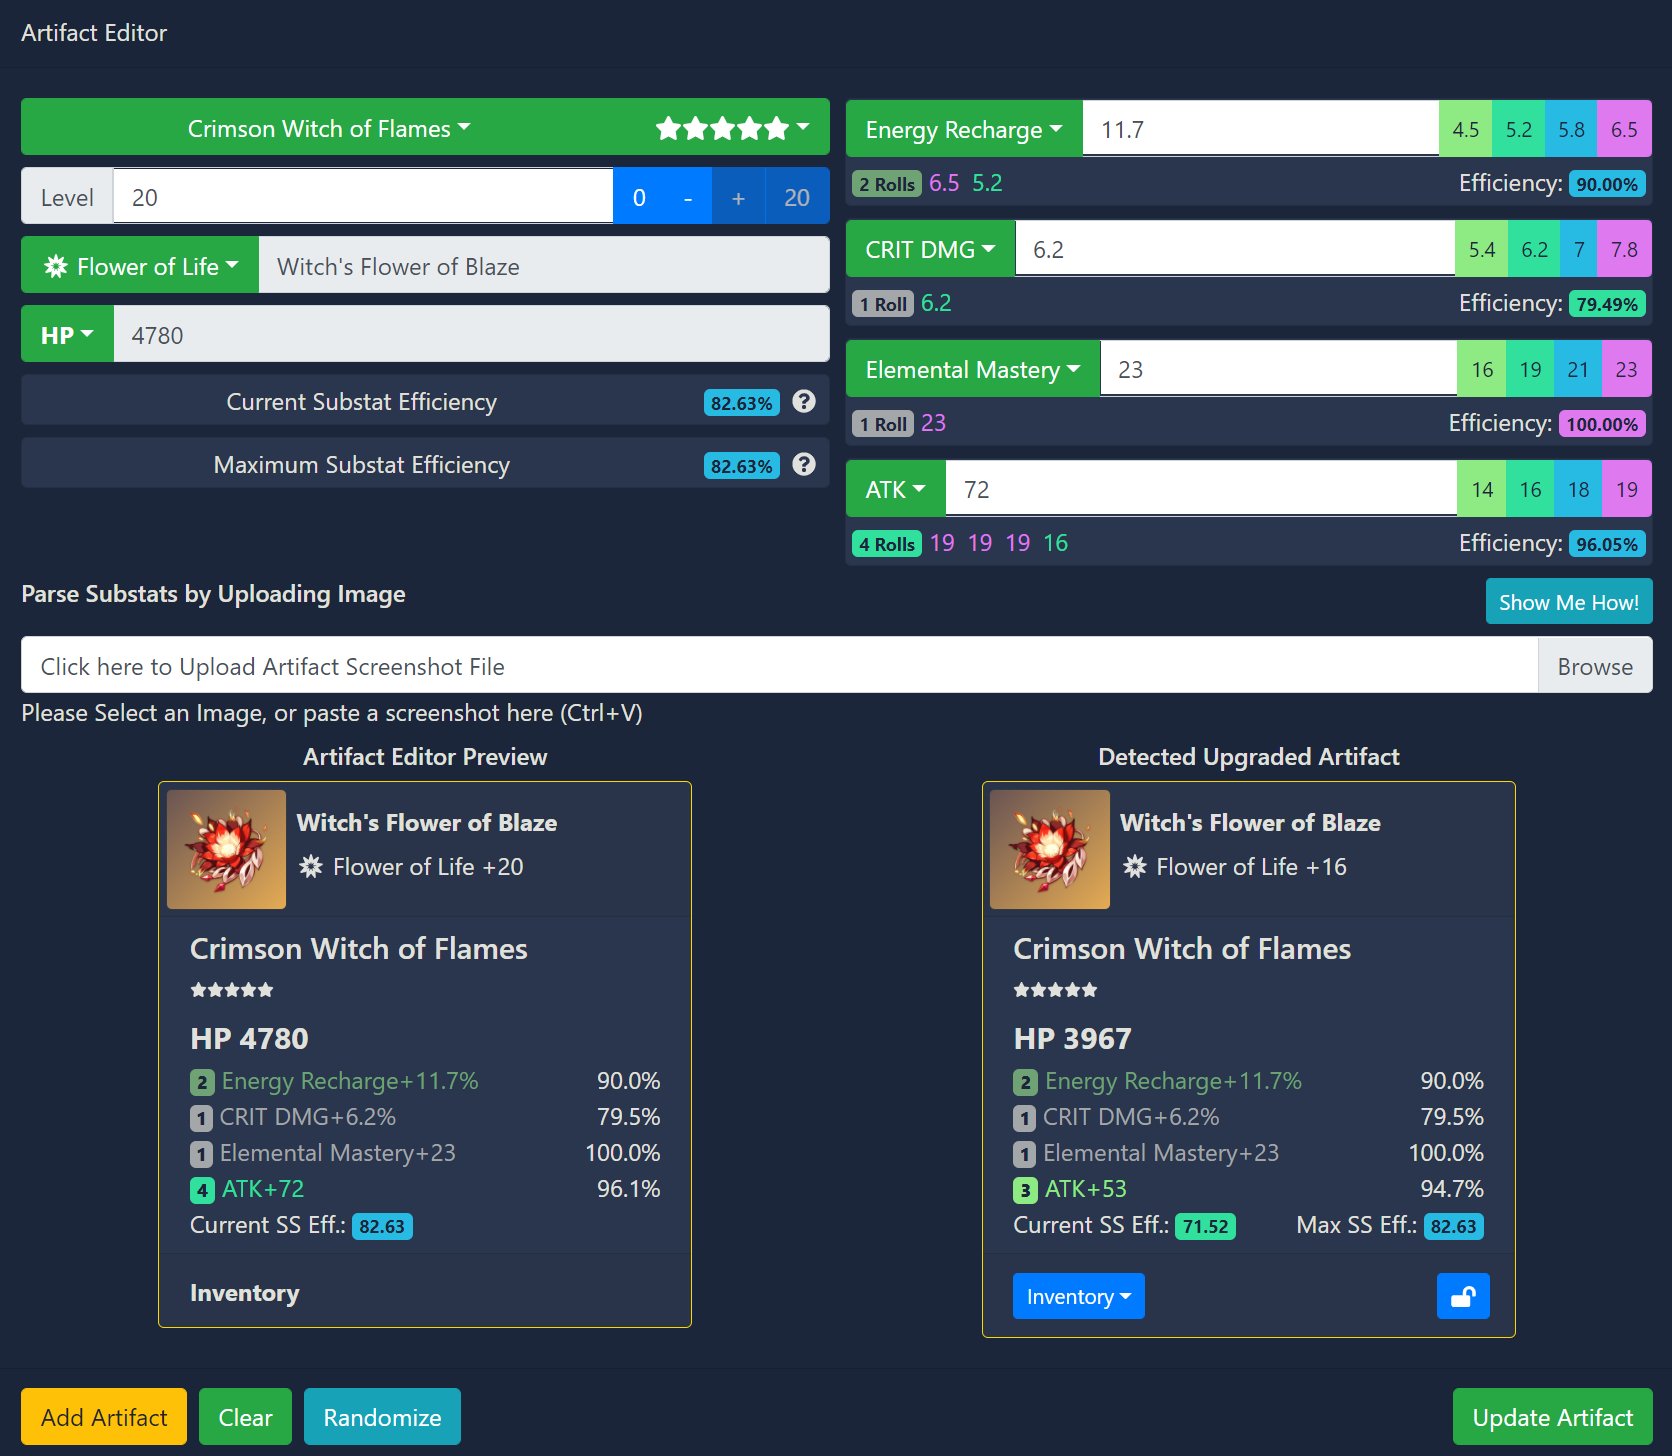 Artifact Editor
Crimson Witch of Flames
Level 20 0 - + 20
Flower of Life Witch's Flower of Blaze
HP 4780
Current Substat Efficiency 82.63%
Maximum Substat Efficiency 82.63%
Energy Recharge 11.7 4.5 5.2 5.8 6.5
2 Rolls 6.5 5.2 Efficiency: 90.00%
CRIT DMG 6.2 5.4 6.2 7 7.8
1 Roll 6.2 Efficiency: 79.49%
Elemental Mastery 23 16 19 21 23
1 Roll 23 Efficiency: 100.00%
ATK 72 14 16 18 19
4 Rolls 19 19 19 16 Efficiency: 96.05%
Parse Substats by Uploading Image
Show Me How!
Click here to Upload Artifact Screenshot File Browse
Please Select an Image, or paste a screenshot here (Ctrl+V)
Artifact Editor Preview
Witch's Flower of Blaze
Flower of Life +20
Crimson Witch of Flames
HP 4780
2 Energy Recharge+11.7% 90.0%
1 CRIT DMG+6.2% 79.5%
1 Elemental Mastery+23 100.0%
4 ATK+72 96.1%
Current SS Eff.: 82.63
Inventory
Detected Upgraded Artifact
Witch's Flower of Blaze
Flower of Life +16
Crimson Witch of Flames
HP 3967
2 Energy Recharge+11.7% 90.0%
1 CRIT DMG+6.2% 79.5%
1 Elemental Mastery+23 100.0%
3 ATK+53 94.7%
Current SS Eff.: 71.52 Max SS Eff.: 82.63
Inventory
Add Artifact Clear Randomize Update Artifact